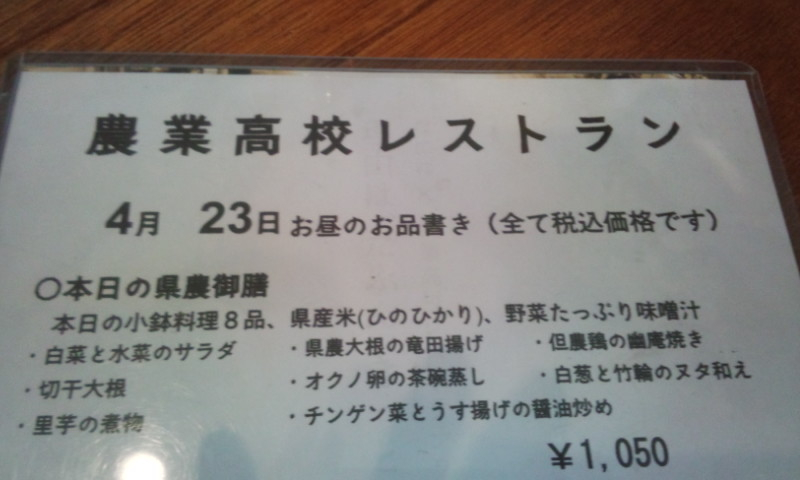 農業高校レストラン
4月 23日 お昼のお品書き（全て税込価格です）
○本日の県農御膳
本日の小鉢料理８品、県産米(ひのひかり)、野菜たっぷり味噌汁
・白菜と水菜のサラダ ・県農大根の竜田揚げ ・但農鶏の幽庵焼き
・切干大根 ・オクノ卵の茶碗蒸し ・白葱と竹輪のヌタ和え
・里芋の煮物 ・チンゲン菜とうす揚げの醤油炒め
￥1,050